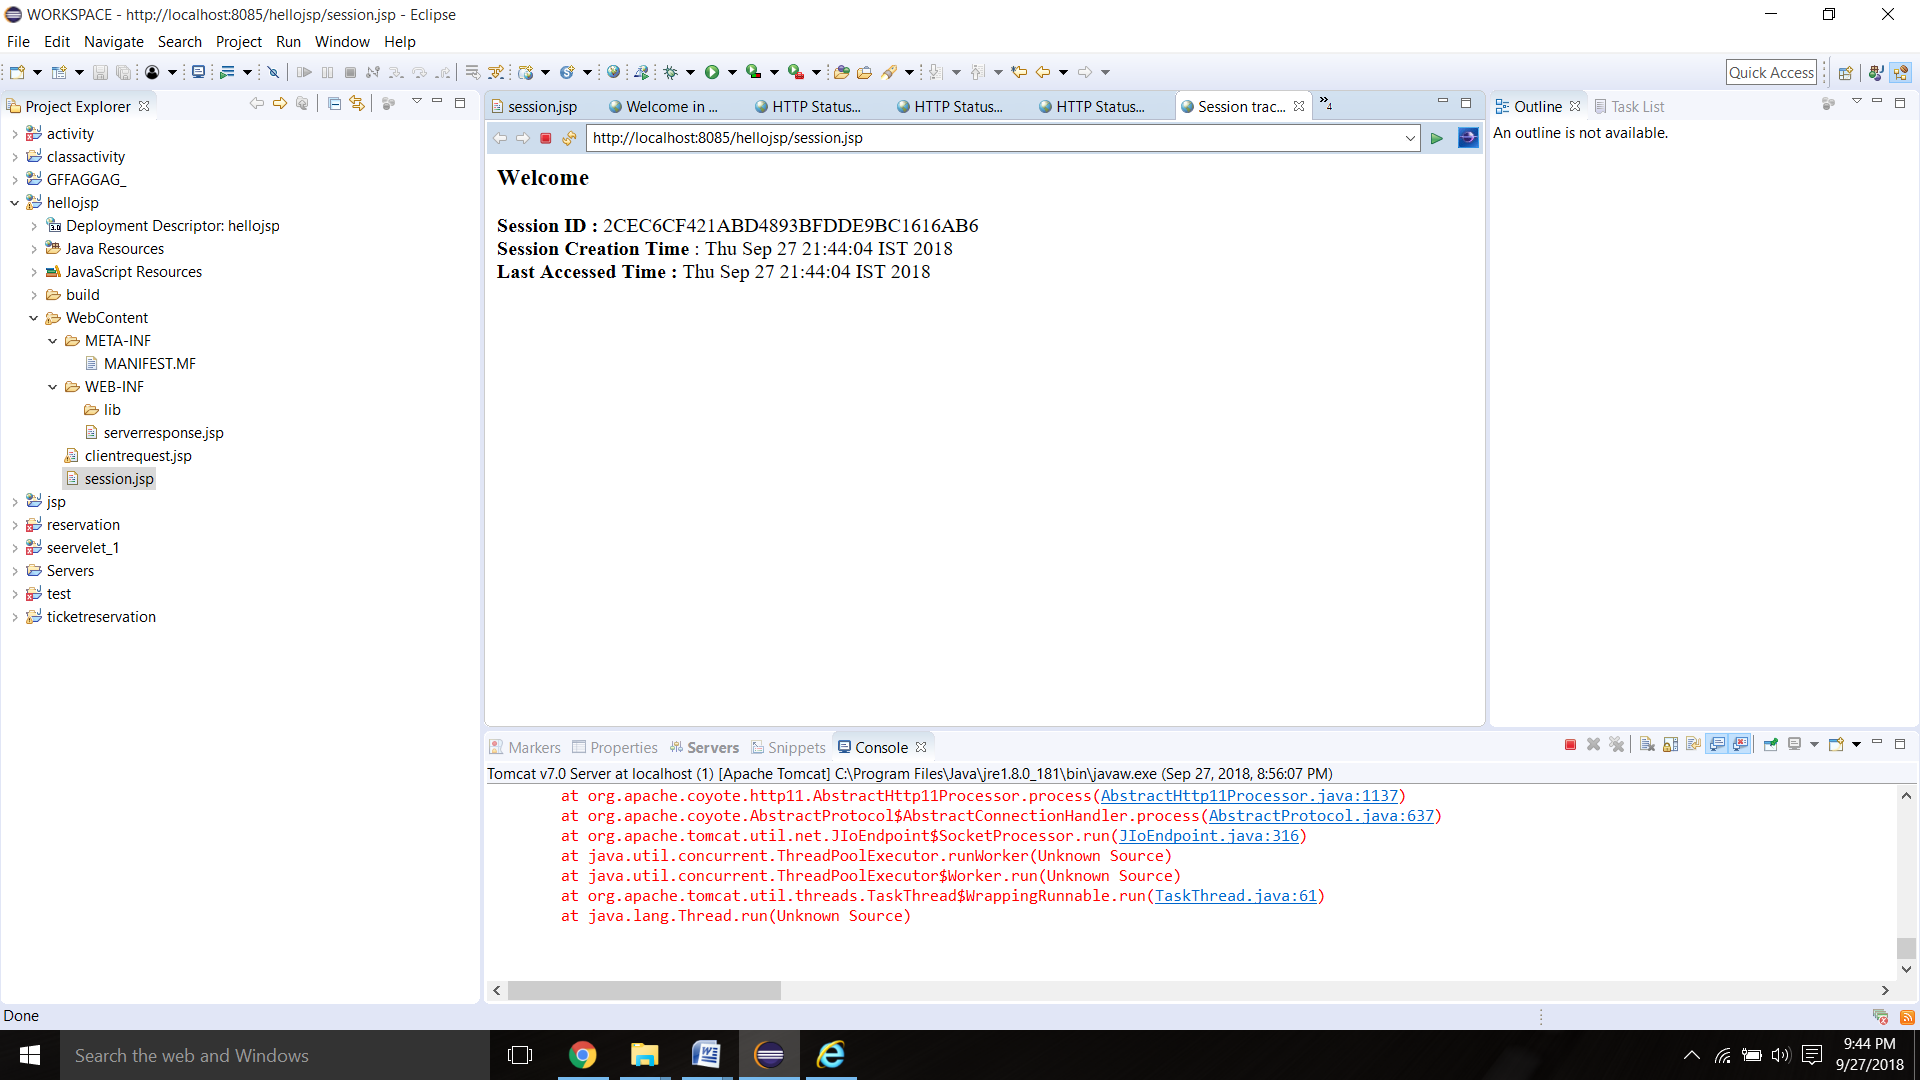 WORKSPACE - http://localhost:8085/hellojsp/session.jsp - Eclipse
File Edit Navigate Search Project Run Window Help
Quick Access
Project Explorer
activity
classactivity
GFFAGGAG_
hellojsp
Deployment Descriptor: hellojsp
Java Resources
JavaScript Resources
build
WebContent
META-INF
MANIFEST.MF
WEB-INF
lib
serverresponse.jsp
clientrequest.jsp
session.jsp
jsp
reservation
seervelet_1
Servers
test
ticketreservation
session.jsp Welcome in ... HTTP Status... HTTP Status... HTTP Status... Session trac... »4
http://localhost:8085/hellojsp/session.jsp
Welcome
Session ID : 2CEC6CF421ABD4893BFDDE9BC1616AB6
Session Creation Time : Thu Sep 27 21:44:04 IST 2018
Last Accessed Time : Thu Sep 27 21:44:04 IST 2018
Outline Task List
An outline is not available.
Markers Properties Servers Snippets Console
Tomcat v7.0 Server at localhost (1) [Apache Tomcat] C:\Program Files\Java\jre1.8.0_181\bin\javaw.exe (Sep 27, 2018, 8:56:07 PM)
at org.apache.coyote.http11.AbstractHttp11Processor.process(AbstractHttp11Processor.java:1137)
at org.apache.coyote.AbstractProtocol$AbstractConnectionHandler.process(AbstractProtocol.java:637)
at org.apache.tomcat.util.net.JIoEndpoint$SocketProcessor.run(JIoEndpoint.java:316)
at java.util.concurrent.ThreadPoolExecutor.runWorker(Unknown Source)
at java.util.concurrent.ThreadPoolExecutor$Worker.run(Unknown Source)
at org.apache.tomcat.util.threads.TaskThread$WrappingRunnable.run(TaskThread.java:61)
at java.lang.Thread.run(Unknown Source)
Done
Search the web and Windows
9:44 PM
9/27/2018